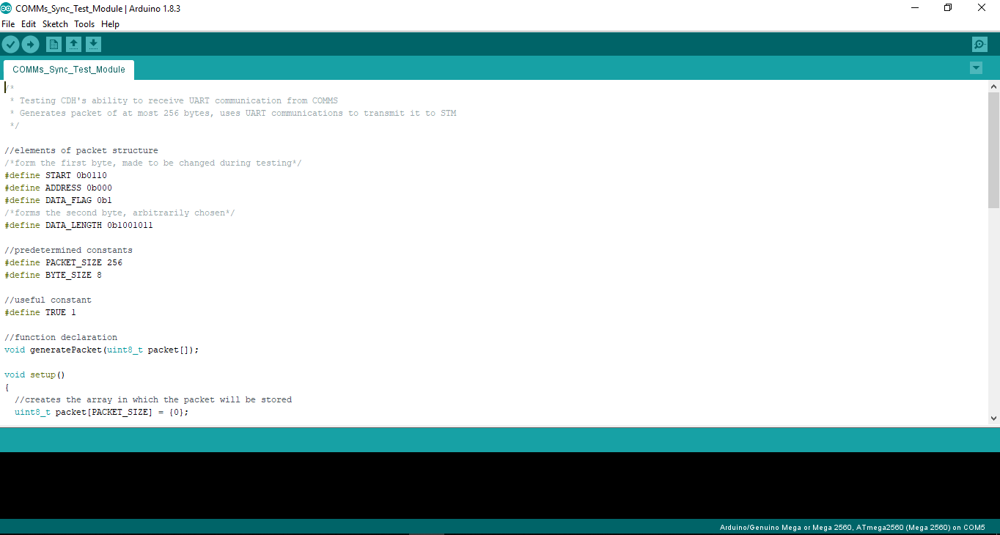 COMMs_Sync_Test_Module | Arduino 1.8.3
File Edit Sketch Tools Help
COMMs_Sync_Test_Module
/*
 * Testing CDH's ability to receive UART communication from COMMS
 * Generates packet of at most 256 bytes, uses UART communications to transmit it to STM
 */
//elements of packet structure
/*form the first byte, made to be changed during testing*/
#define START 0b0110
#define ADDRESS 0b000
#define DATA_FLAG 0b1
/*forms the second byte, arbitrarily chosen*/
#define DATA_LENGTH 0b1001011
//predetermined constants
#define PACKET_SIZE 256
#define BYTE_SIZE 8
//useful constant
#define TRUE 1
//function declaration
void generatePacket(uint8_t packet[]);
void setup()
{
  //creates the array in which the packet will be stored
  uint8_t packet[PACKET_SIZE] = {0};
Arduino/Genuino Mega or Mega 2560, ATmega2560 (Mega 2560) on COM5